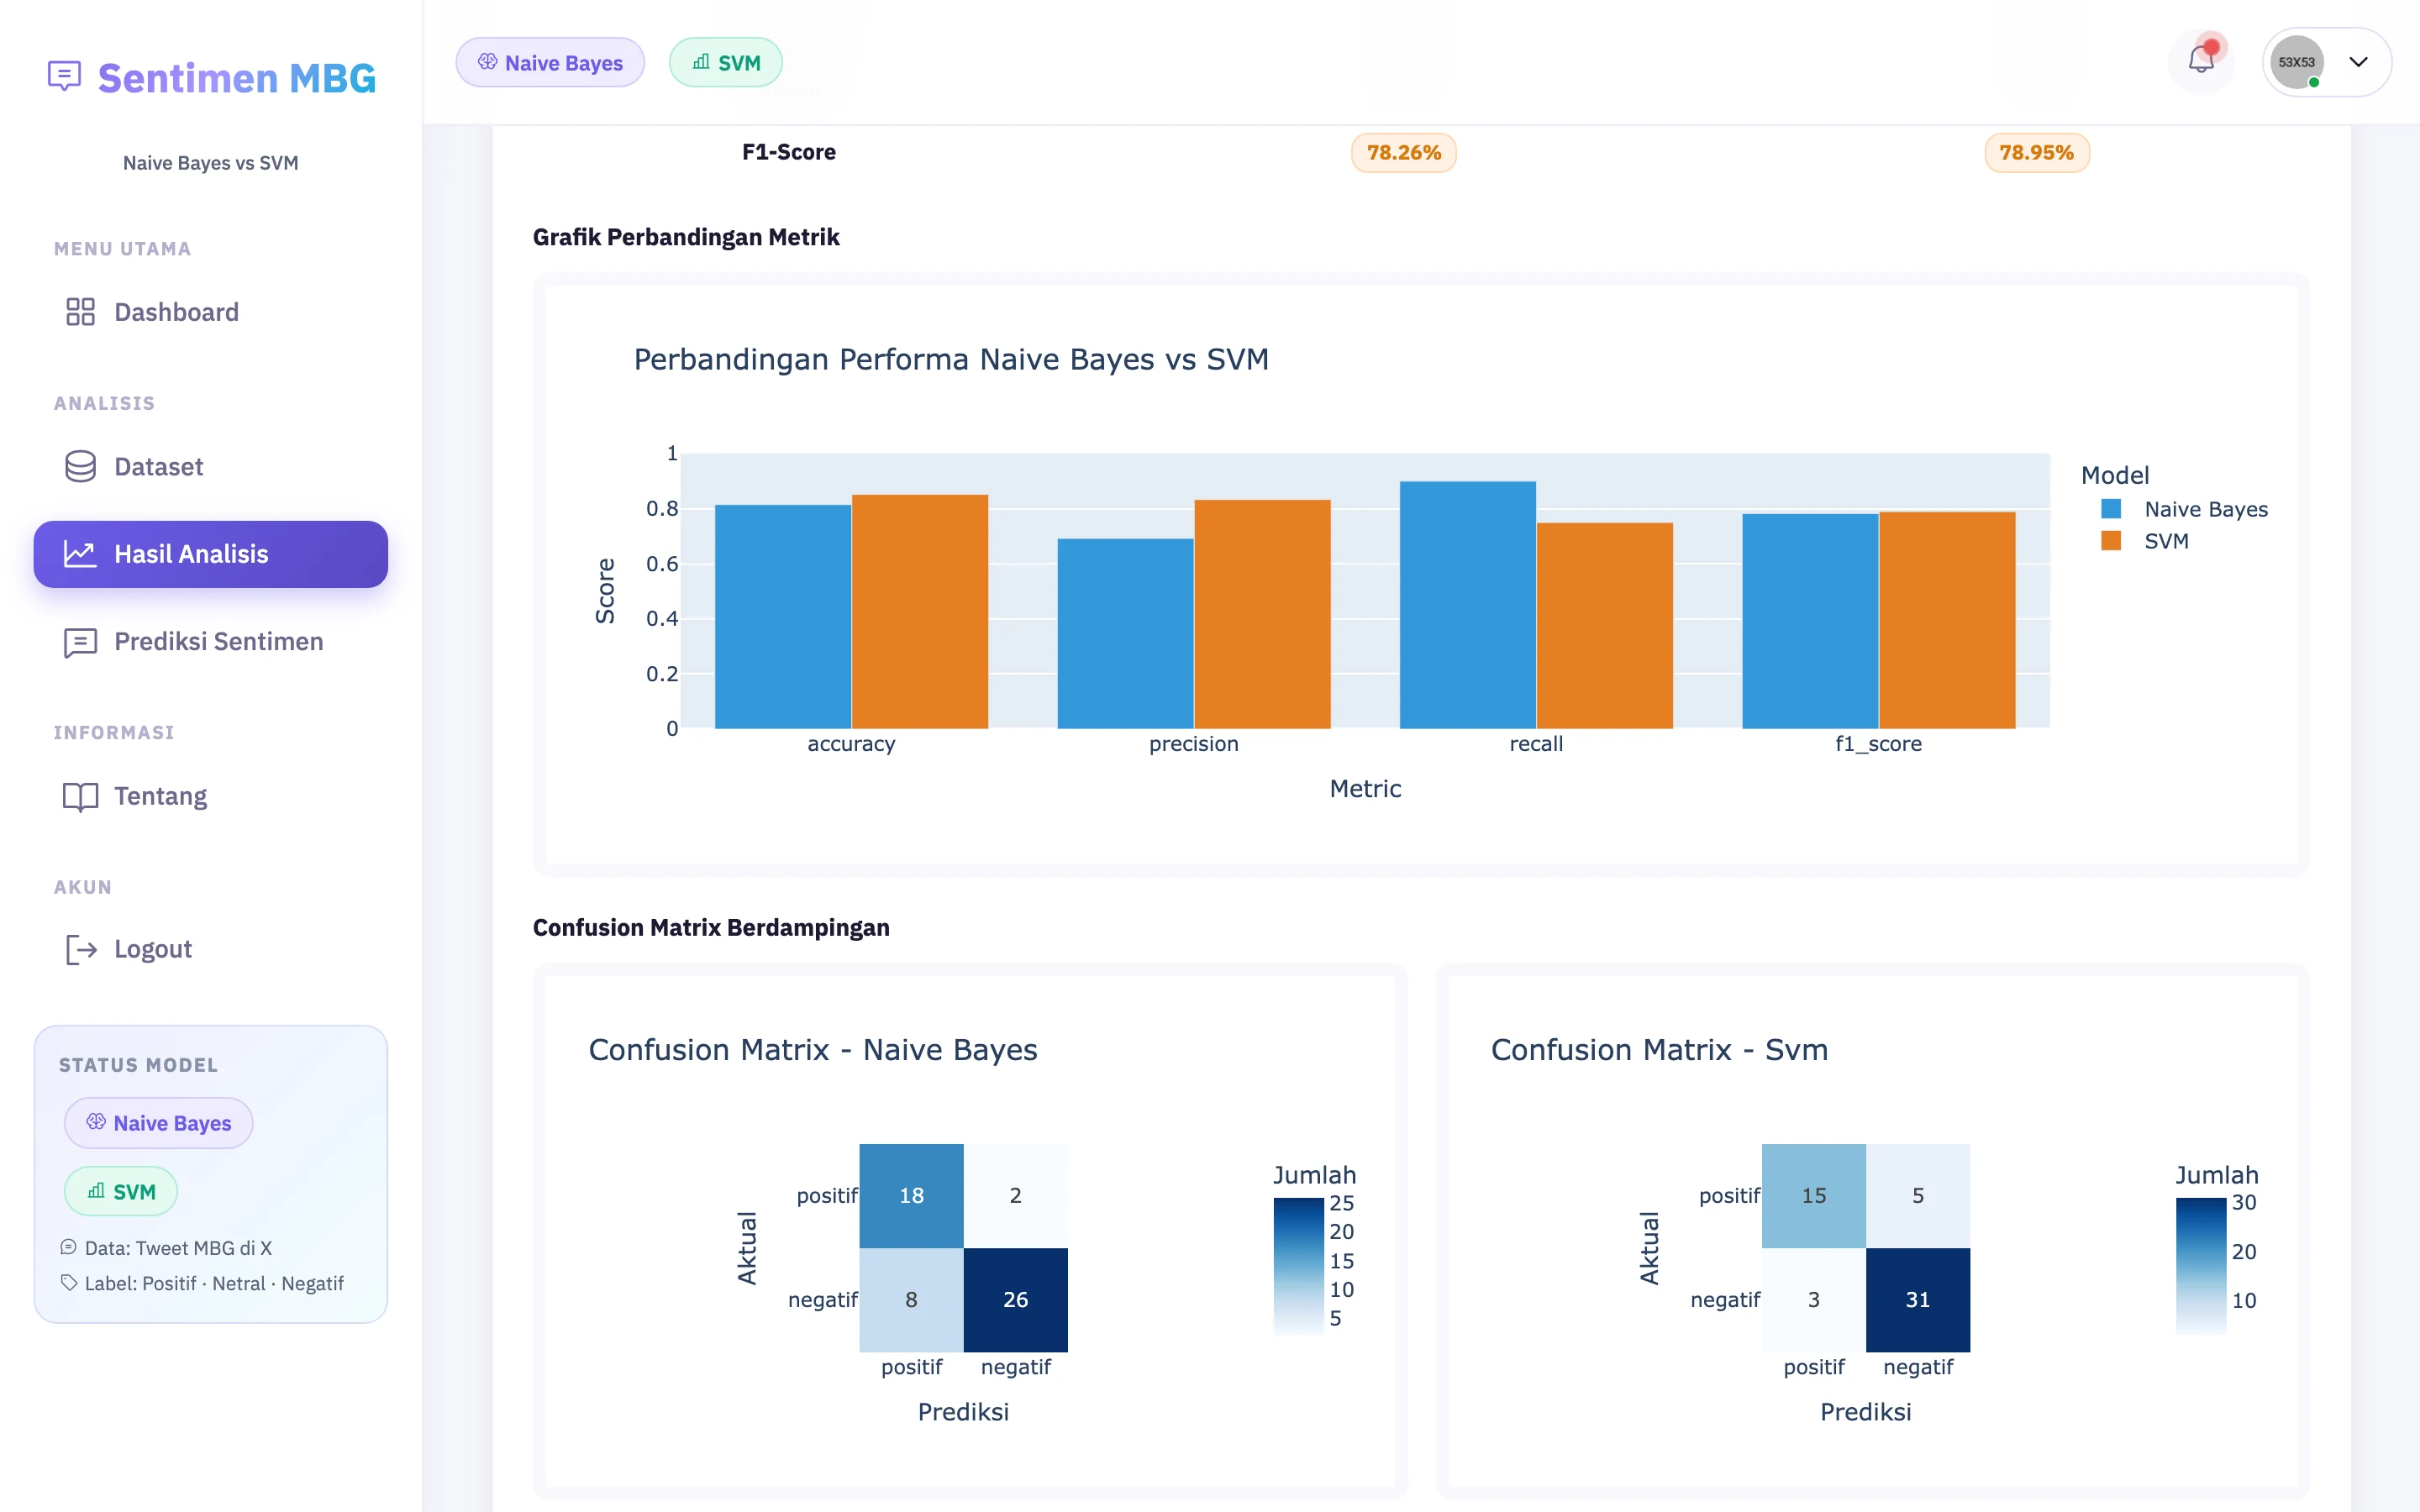 Sentimen MBG
Naive Bayes vs SVM
MENU UTAMA
Dashboard
ANALISIS
Dataset
Hasil Analisis
Prediksi Sentimen
INFORMASI
Tentang
AKUN
Logout
STATUS MODEL
Naive Bayes
SVM
Data: Tweet MBG di X
Label: Positif · Netral · Negatif
Naive Bayes
SVM
53X53
F1-Score
78.26%
78.95%
Grafik Perbandingan Metrik
Perbandingan Performa Naive Bayes vs SVM
Score
1
0.8
0.6
0.4
0.2
0
accuracy
precision
recall
f1_score
Metric
Model
Naive Bayes
SVM
Confusion Matrix Berdampingan
Confusion Matrix - Naive Bayes
Aktual
positif
18
2
negatif
8
26
positif
negatif
Prediksi
Jumlah
25
20
15
10
5
Confusion Matrix - Svm
Aktual
positif
15
5
negatif
3
31
positif
negatif
Prediksi
Jumlah
30
20
10